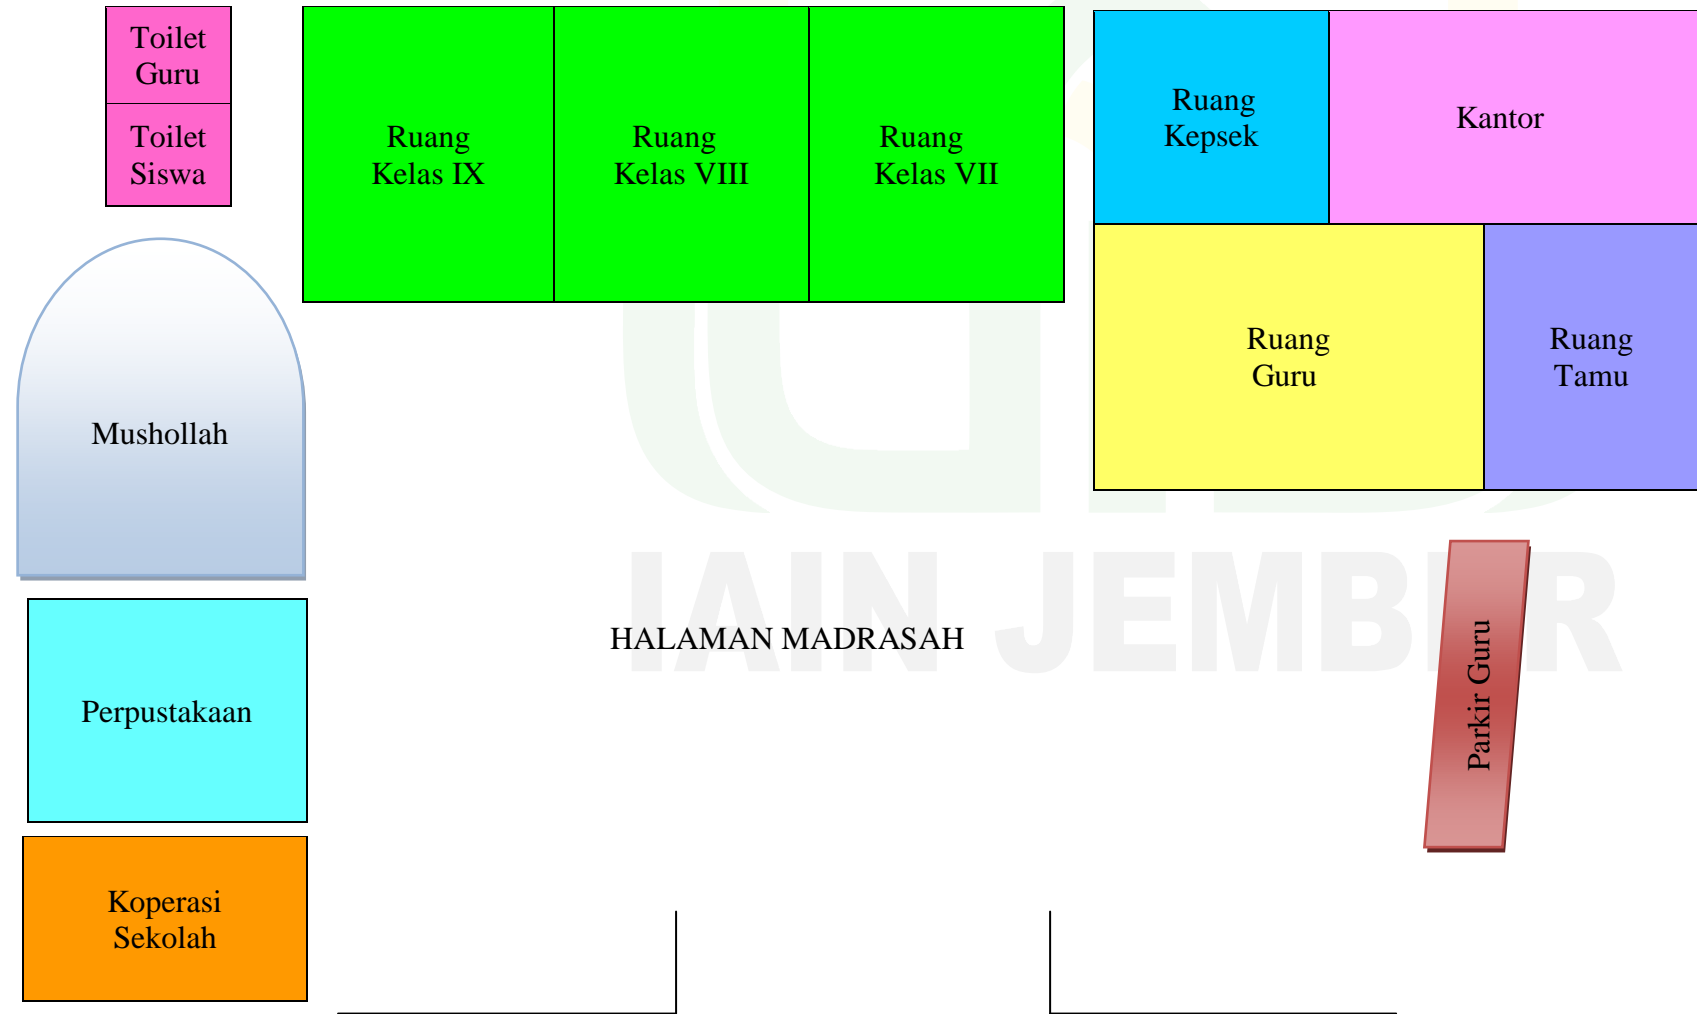 Toilet
Guru
Toilet
Siswa
Ruang
Kelas IX
Ruang
Kelas VIII
Ruang
Kelas VII
Ruang
Kepsek
Kantor
Ruang
Guru
Ruang
Tamu
Mushollah
HALAMAN MADRASAH
IAIN JEMBER
Parkir Guru
Perpustakaan
Koperasi
Sekolah